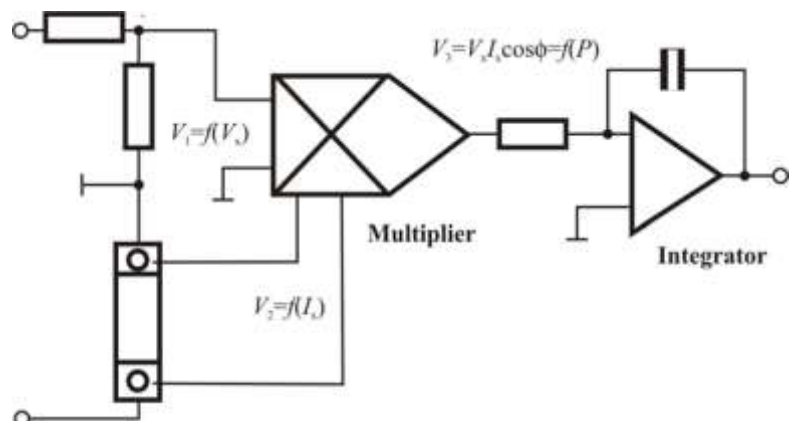 V₃=VₓIₓcosϕ=f(P)
V₁=f(Vₓ)
Multiplier
Integrator
V₂=f(Iₓ)